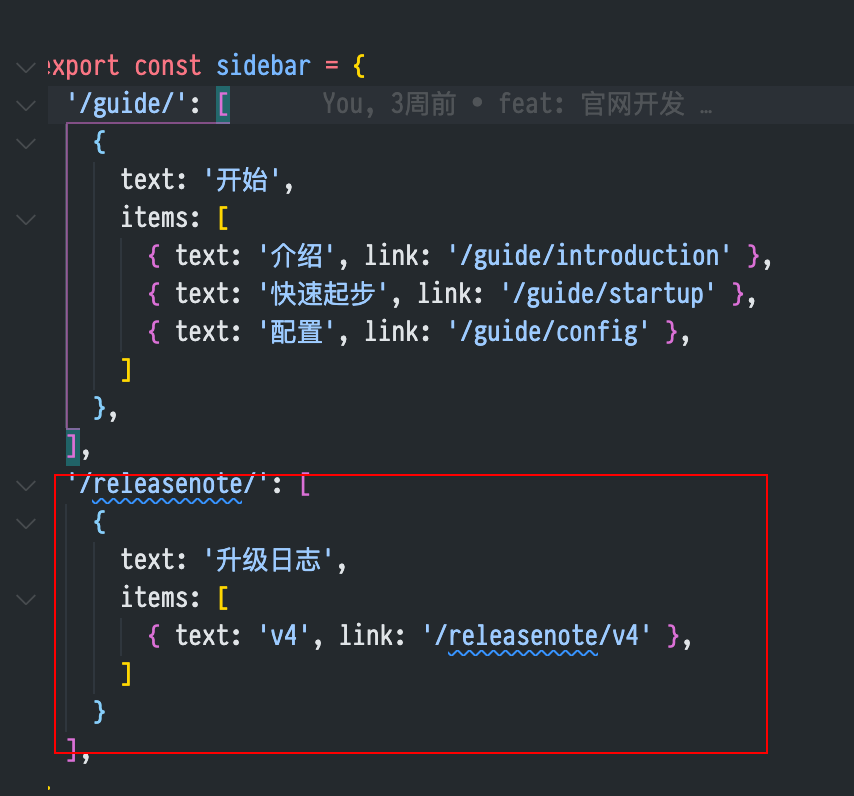 export const sidebar = {
'/guide/': [ You, 3周前 • feat: 官网开发 …
{
text: '开始',
items: [
{ text: '介绍', link: '/guide/introduction' },
{ text: '快速起步', link: '/guide/startup' },
{ text: '配置', link: '/guide/config' },
]
},
],
'/releasenote/': [
{
text: '升级日志',
items: [
{ text: 'v4', link: '/releasenote/v4' },
]
}
],